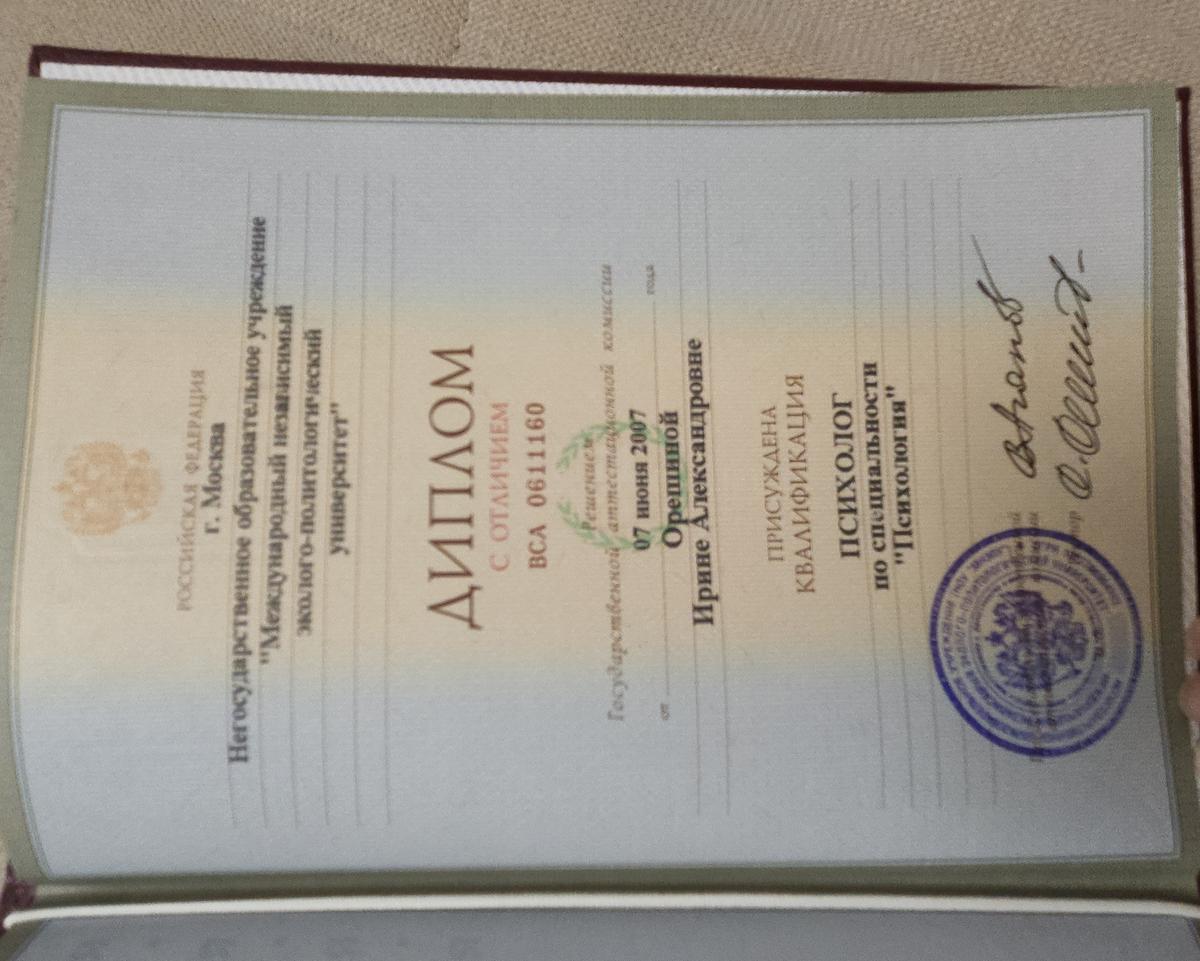 РОССИЙСКАЯ ФЕДЕРАЦИЯ
г. Москва
Негосударственное образовательное учреждение
"Международный независимый
эколого-политологический
университет"
ДИПЛОМ
С ОТЛИЧИЕМ
ВСА 0611160
Решением
Государственной аттестационной комиссии
от 07 июня 2007 года
Орешиной
Ирине Александровне
ПРИСУЖДЕНА
КВАЛИФИКАЦИЯ
ПСИХОЛОГ
по специальности
"Психология"